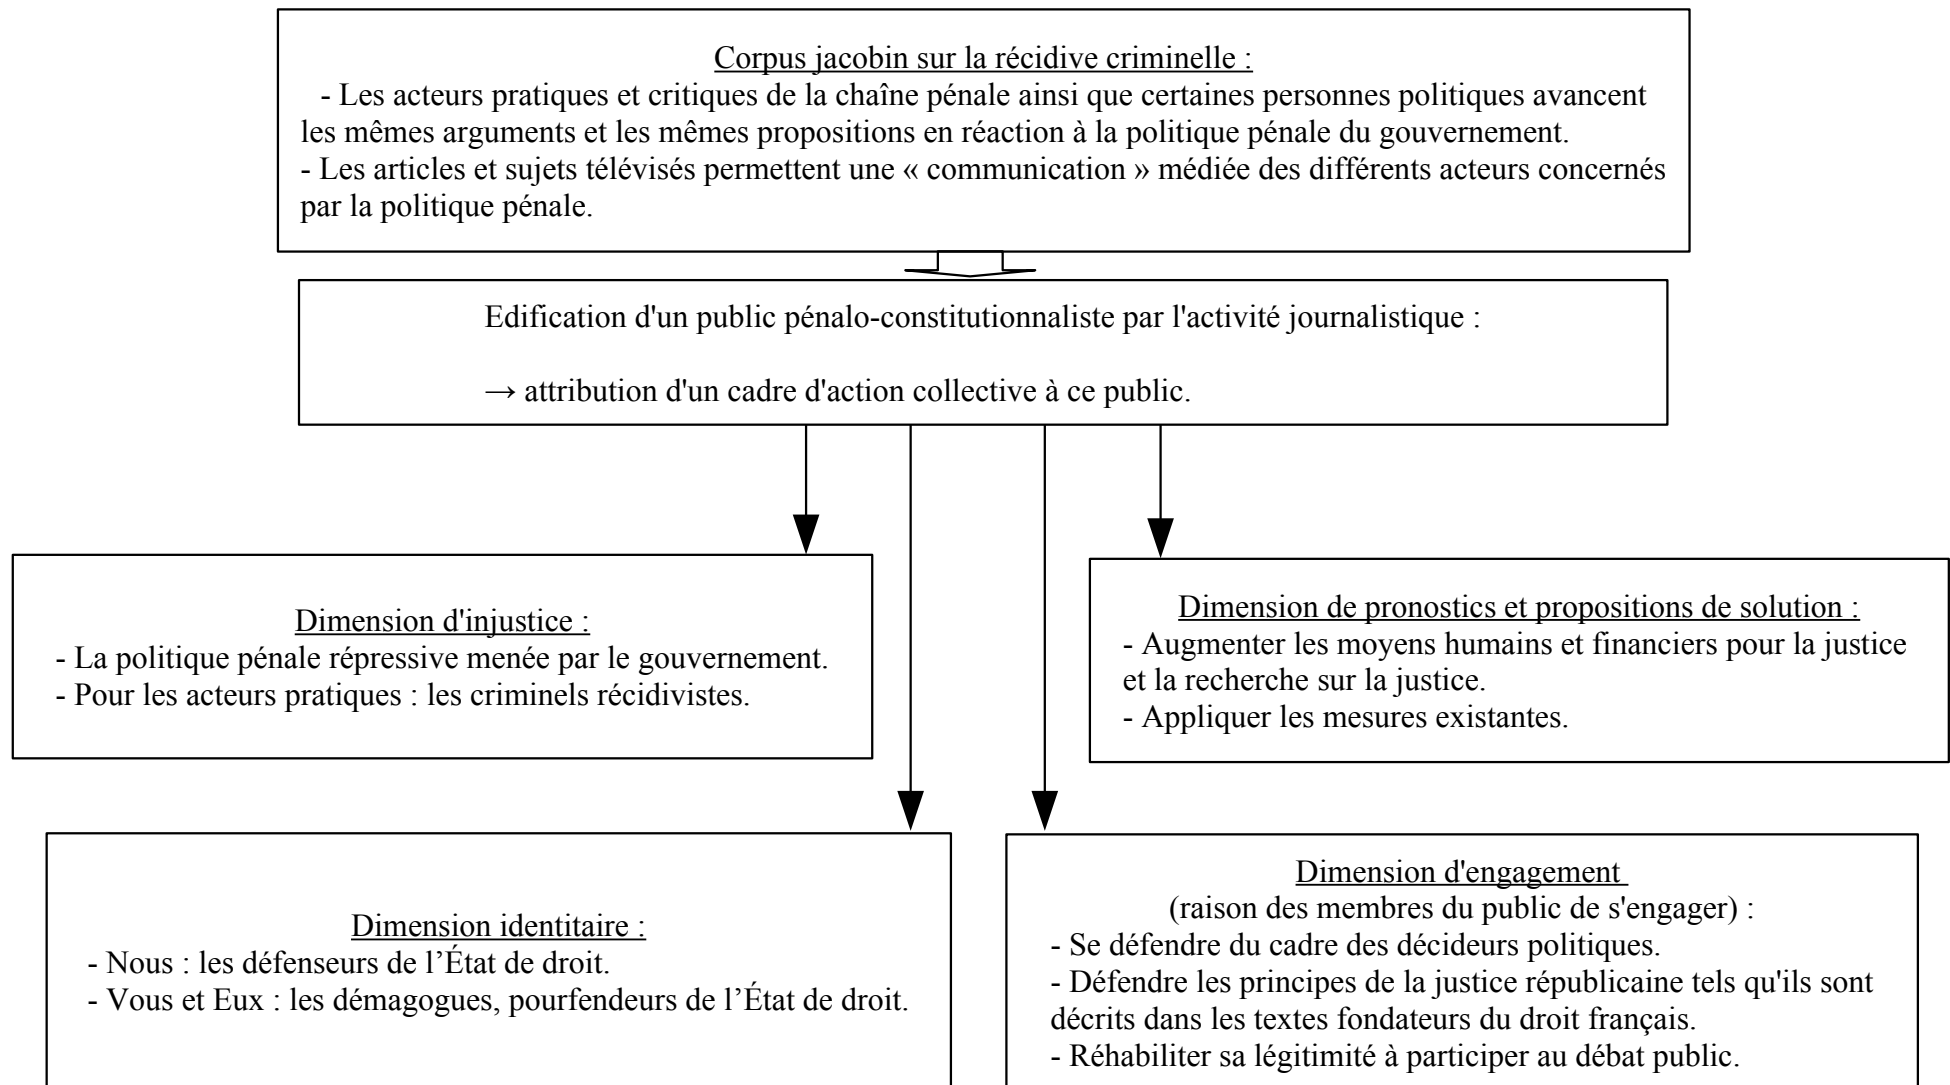 Corpus jacobin sur la récidive criminelle :
- Les acteurs pratiques et critiques de la chaîne pénale ainsi que certaines personnes politiques avancent
les mêmes arguments et les mêmes propositions en réaction à la politique pénale du gouvernement.
- Les articles et sujets télévisés permettent une « communication » médiée des différents acteurs concernés
par la politique pénale.
Edification d'un public pénalo-constitutionnaliste par l'activité journalistique :
→ attribution d'un cadre d'action collective à ce public.
Dimension d'injustice :
- La politique pénale répressive menée par le gouvernement.
- Pour les acteurs pratiques : les criminels récidivistes.
Dimension de pronostics et propositions de solution :
- Augmenter les moyens humains et financiers pour la justice
et la recherche sur la justice.
- Appliquer les mesures existantes.
Dimension identitaire :
- Nous : les défenseurs de l’État de droit.
- Vous et Eux : les démagogues, pourfendeurs de l’État de droit.
Dimension d'engagement
(raison des membres du public de s'engager) :
- Se défendre du cadre des décideurs politiques.
- Défendre les principes de la justice républicaine tels qu'ils sont
décrits dans les textes fondateurs du droit français.
- Réhabiliter sa légitimité à participer au débat public.